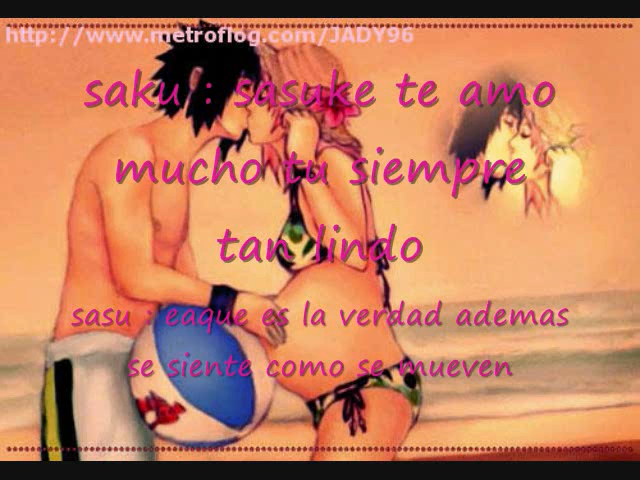 http://www.metroflog.com/JADY96
saku : sasuke te amo
mucho tu siempre
tan lindo
sasu : eaque es la verdad ademas
se siente como se mueven